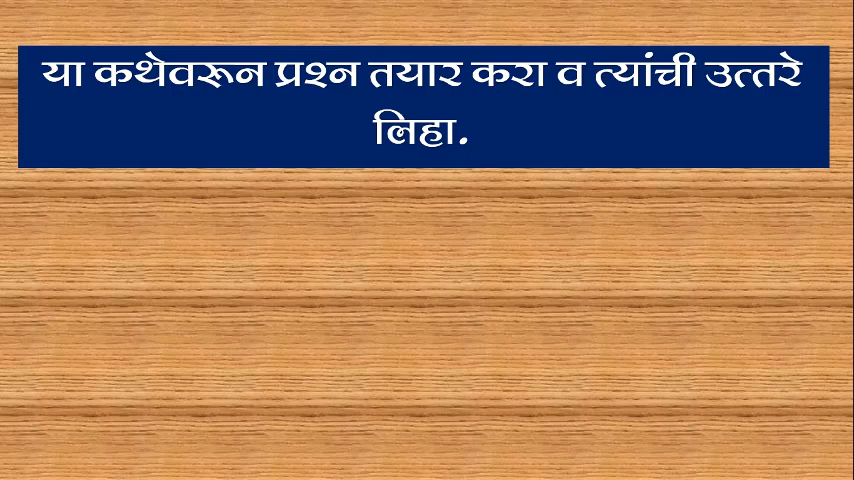 या कथेवरून प्रश्न तयार करा व त्यांची उत्तरे
लिहा.